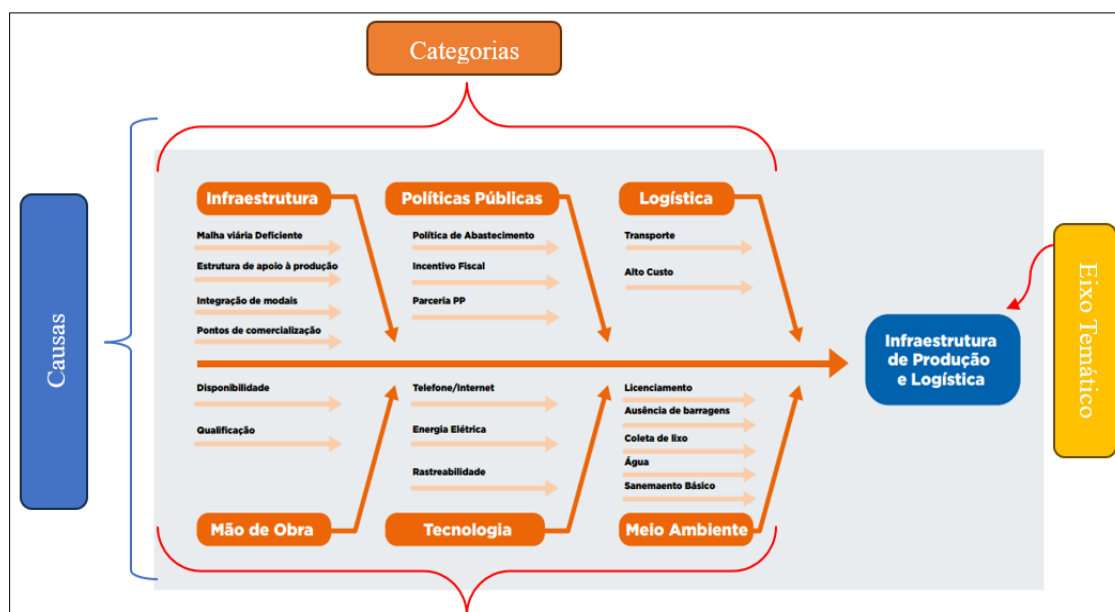 Categorias
Causas
Infraestrutura
Malha viária Deficiente
Estrutura de apoio à produção
Integração de modais
Pontos de comercialização
Políticas Públicas
Política de Abastecimento
Incentivo Fiscal
Parceria PP
Logística
Transporte
Alto Custo
Eixo Temático
Infraestrutura
de Produção
e Logística
Disponibilidade
Qualificação
Mão de Obra
Telefone/Internet
Energia Elétrica
Rastreabilidade
Tecnologia
Licenciamento
Ausência de barragens
Coleta de lixo
Água
Sanemaento Básico
Meio Ambiente